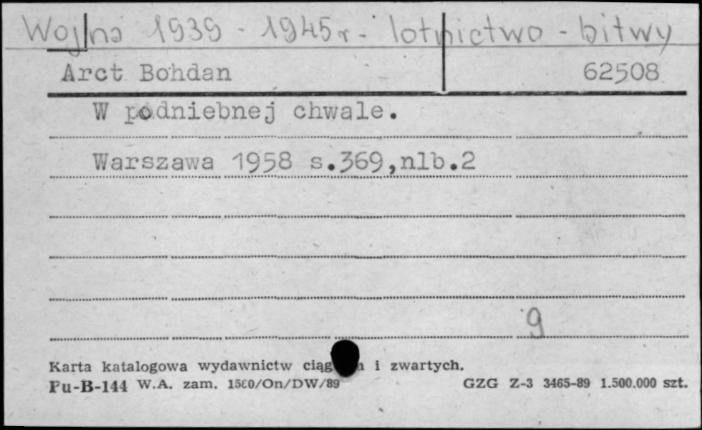 Wojna 1939 - 1945 r. - lotnictwo - bitwy
Arct Bohdan 62508
W podniebnej chwale.
Warszawa 1958 s.369,nlb.2
9
Karta katalogowa wydawnictw i zwartych.
Pu-B-144 W.A. zam. 1500/On/DW/89 GZG Z-3 3465-89 1.500.000 szt.